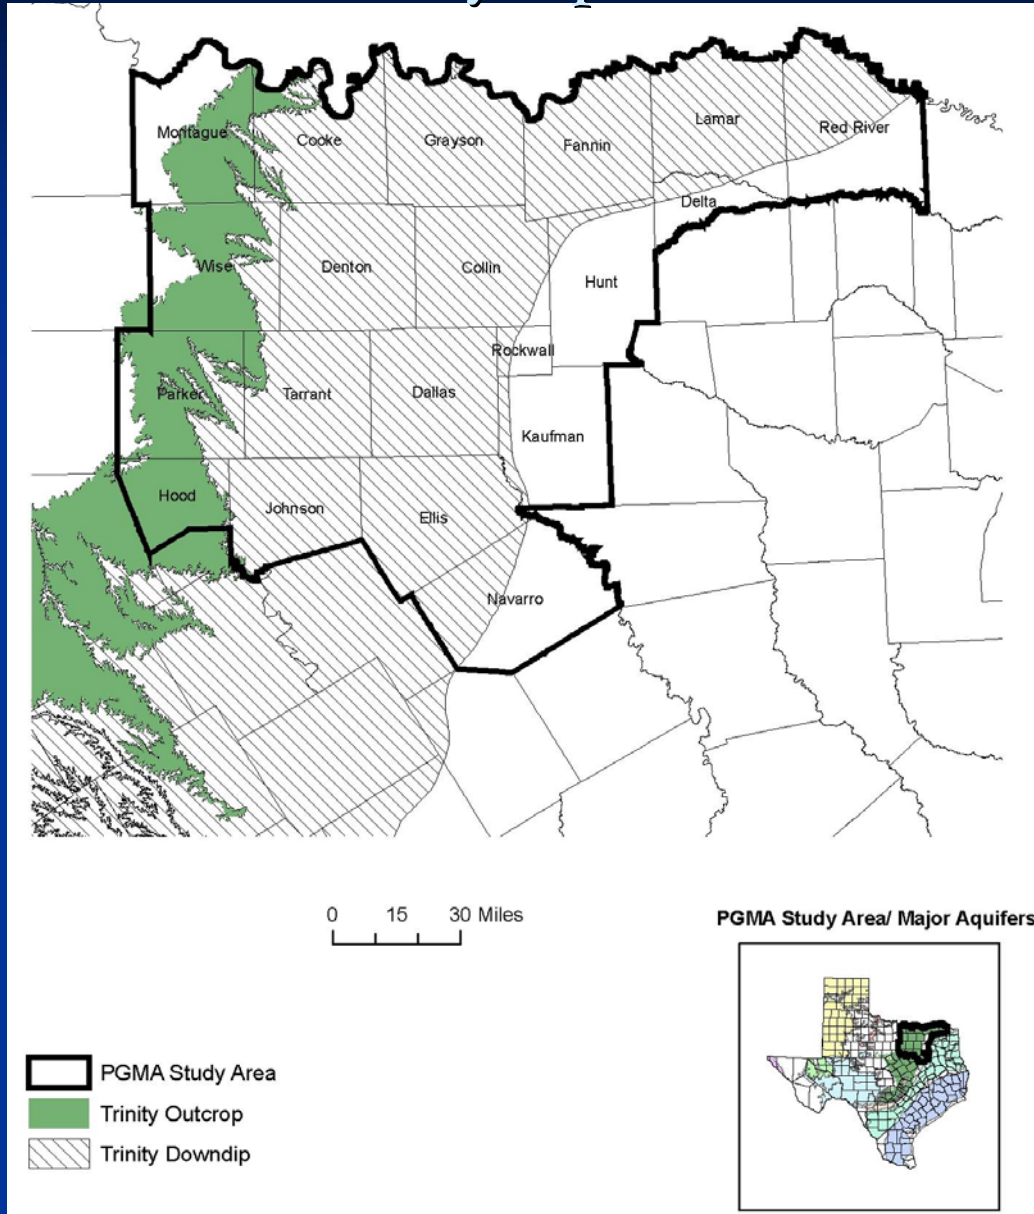 Montague
Cooke
Grayson
Fannin
Lamar
Red River
Delta
Wise
Denton
Collin
Hunt
Rockwall
Parker
Tarrant
Dallas
Kaufman
Hood
Johnson
Ellis
Navarro
0 15 30 Miles
PGMA Study Area/ Major Aquifers
PGMA Study Area
Trinity Outcrop
Trinity Downdip